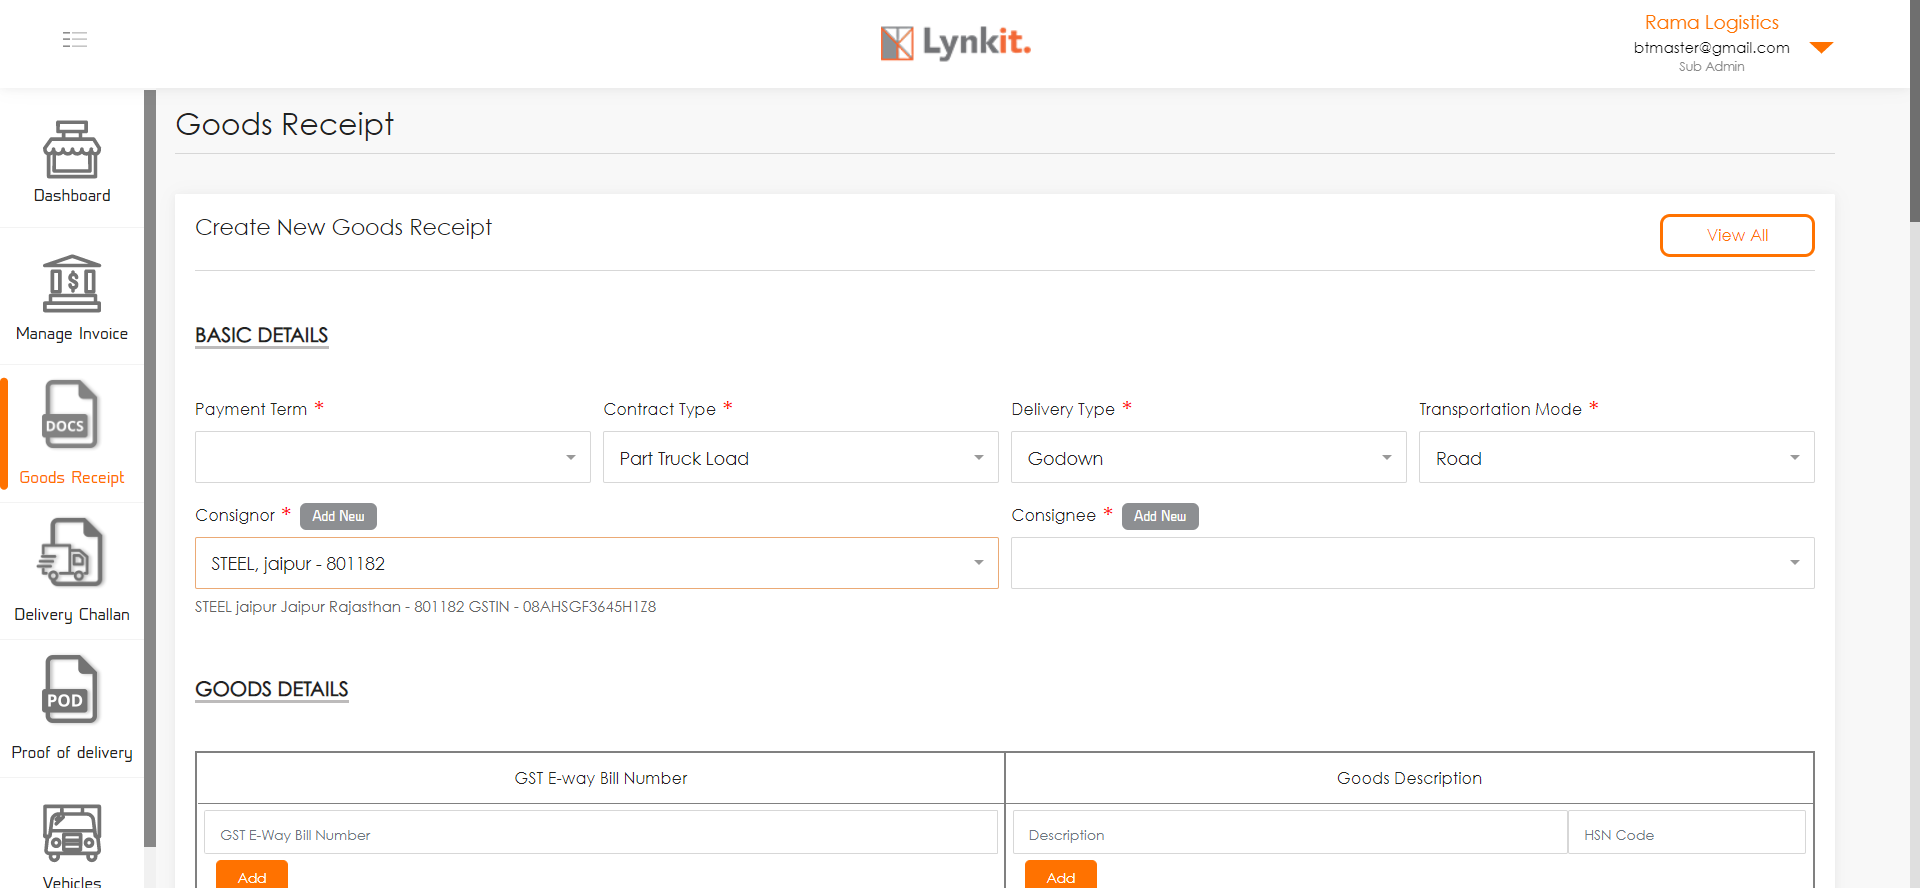 Lynkit.
Rama Logistics
btmaster@gmail.com
Sub Admin
Dashboard
Manage Invoice
DOCS
Goods Receipt
Delivery Challan
POD
Proof of delivery
Vehicles
Goods Receipt
Create New Goods Receipt
View All
BASIC DETAILS
Payment Term *
Contract Type *
Delivery Type *
Transportation Mode *
Part Truck Load
Godown
Road
Consignor * Add New
Consignee * Add New
STEEL, jaipur - 801182
STEEL jaipur Jaipur Rajasthan - 801182 GSTIN - 08AHSGF3645H1Z8
GOODS DETAILS
GST E-way Bill Number
Goods Description
GST E-Way Bill Number
Description
HSN Code
Add
Add